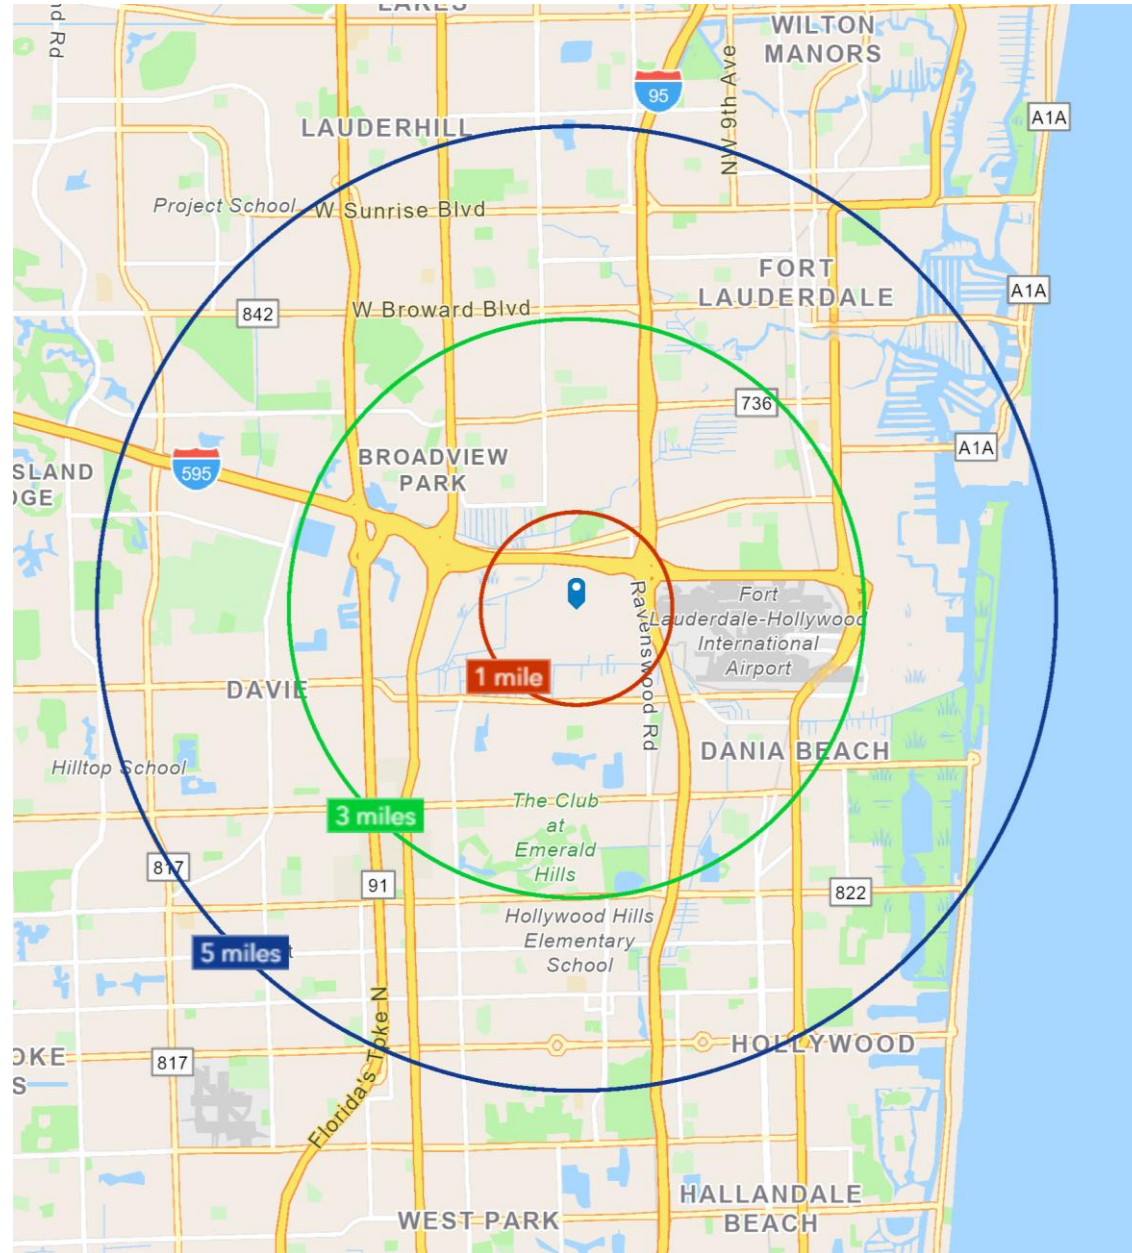 LAKES
WILTON
MANORS
nd Rd
95
NW 9th Ave
A1A
LAUDERHILL
Project School
W Sunrise Blvd
FORT
LAUDERDALE
A1A
842
W Broward Blvd
736
A1A
BROADVIEW
PARK
595
SLAND
DGE
Fort
Lauderdale-Hollywood
International
Airport
Ravenswood Rd
1 mile
DAVIE
DANIA BEACH
Hilltop School
3 miles
The Club
at
Emerald
Hills
817
91
822
Hollywood Hills
Elementary
School
5 miles
t
Florida's Tpke N
HOLLYWOOD
OKE
S
817
HALLANDALE
BEACH
WEST PARK